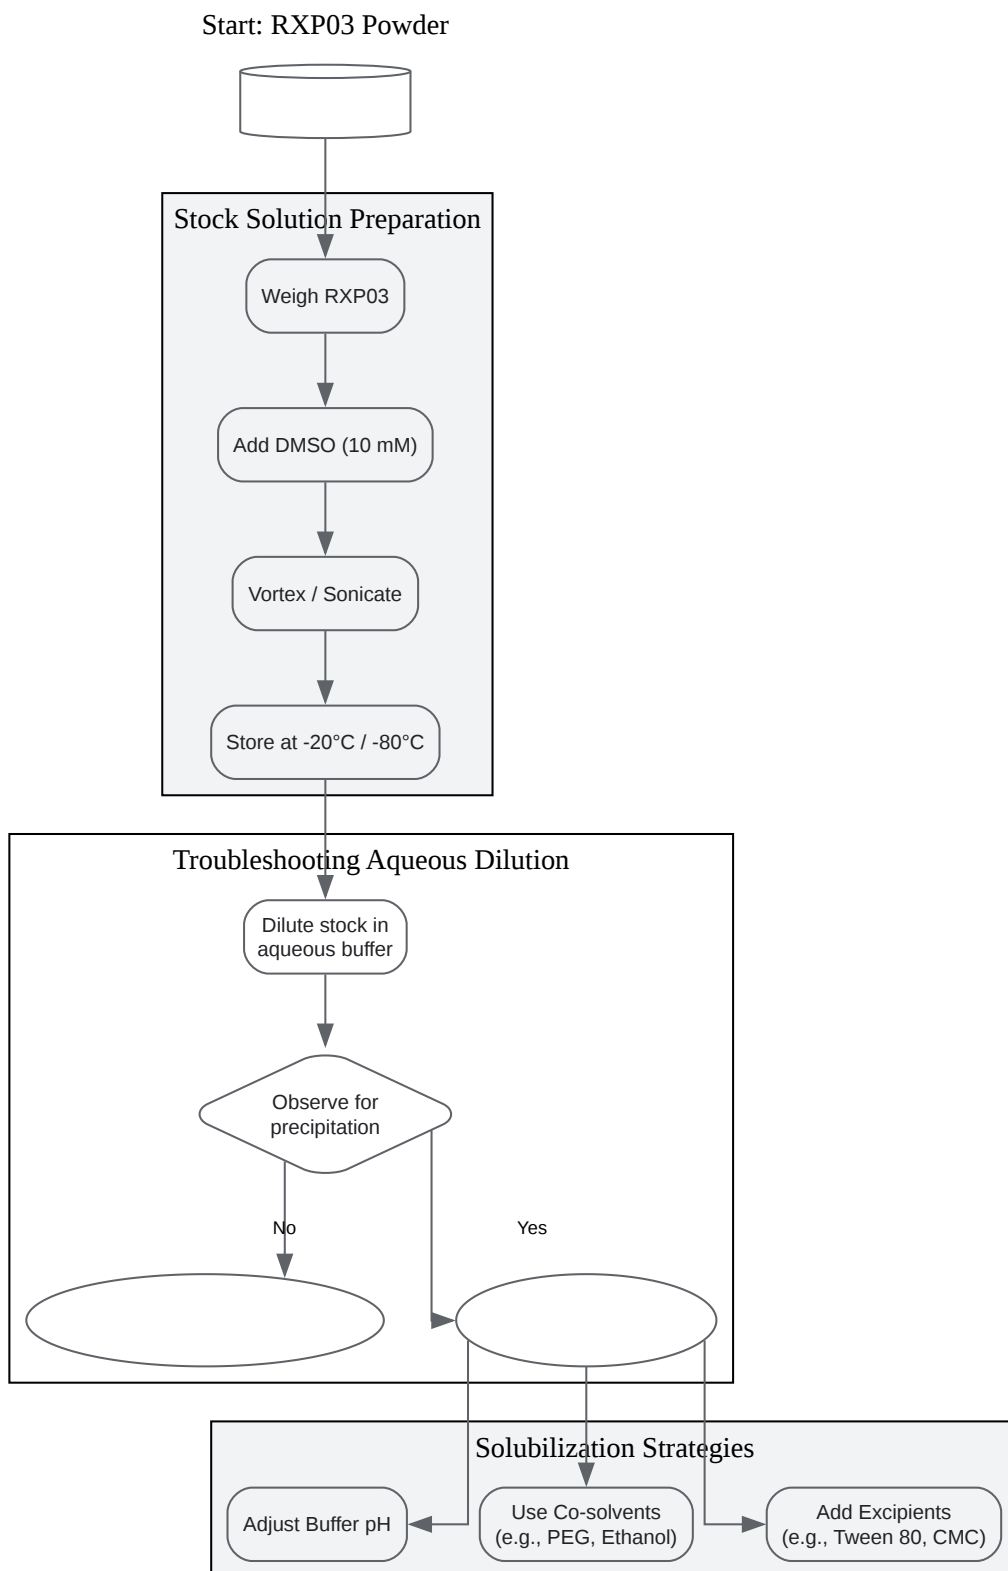 Start: RXP03 Powder
Stock Solution Preparation
Weigh RXP03
Add DMSO (10 mM)
Vortex / Sonicate
Store at -20°C / -80°C
Troubleshooting Aqueous Dilution
Dilute stock in
aqueous buffer
Observe for
precipitation
No
Yes
Solubilization Strategies
Adjust Buffer pH
Use Co-solvents
(e.g., PEG, Ethanol)
Add Excipients
(e.g., Tween 80, CMC)